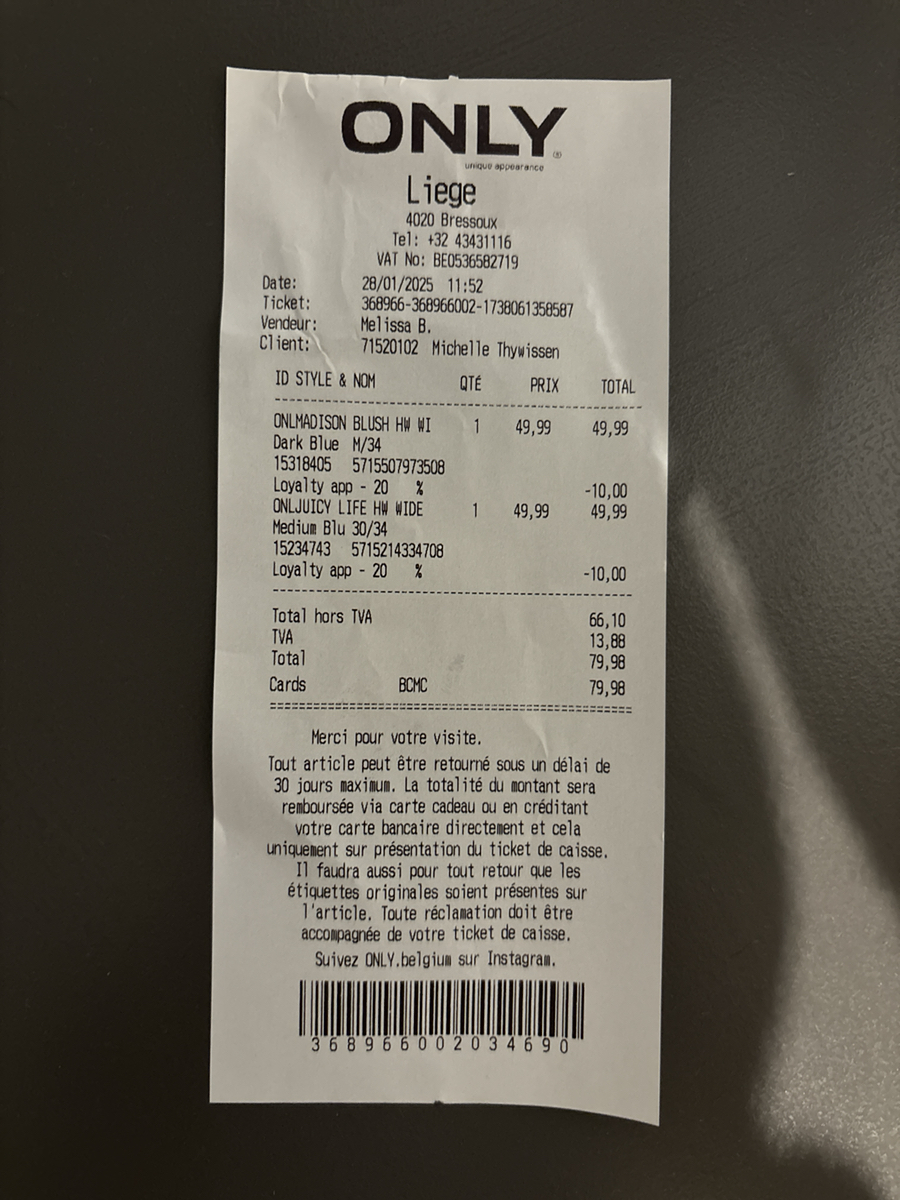 ONLY®
unique appearance
Liege
4020 Bressoux
Tel: +32 43431116
VAT No: BE0536582719
Date: 28/01/2025 11:52
Ticket: 368966-368966002-1738061358587
Vendeur: Melissa B.
Client: 71520102 Michelle Thywissen
ID STYLE & NOM QTÉ PRIX TOTAL
ONLMADISON BLUSH HW WI 1 49,99 49,99
Dark Blue M/34
15318405 5715507973508
Loyalty app - 20 % -10,00
ONLJUICY LIFE HW WIDE 1 49,99 49,99
Medium Blu 30/34
15234743 5715214334708
Loyalty app - 20 % -10,00
Total hors TVA 66,10
TVA 13,88
Total 79,98
Cards BCMC 79,98
Merci pour votre visite.
Tout article peut être retourné sous un délai de
30 jours maximum. La totalité du montant sera
remboursée via carte cadeau ou en créditant
votre carte bancaire directement et cela
uniquement sur présentation du ticket de caisse.
Il faudra aussi pour tout retour que les
étiquettes originales soient présentes sur
l'article. Toute réclamation doit être
accompagnée de votre ticket de caisse.
Suivez ONLY.belgium sur Instagram.
368966002034690